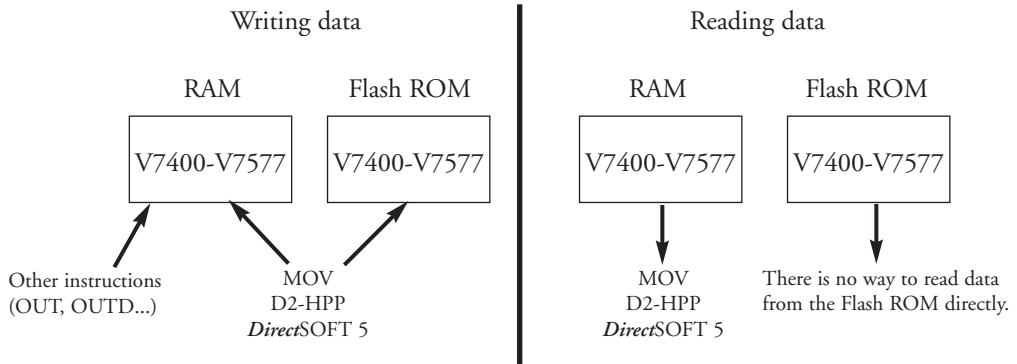 Writing data
RAM
Flash ROM
V7400-V7577
V7400-V7577
Other instructions
(OUT, OUTD...)
MOV
D2-HPP
DirectSOFT 5
Reading data
RAM
Flash ROM
V7400-V7577
V7400-V7577
MOV
D2-HPP
DirectSOFT 5
There is no way to read data
from the Flash ROM directly.